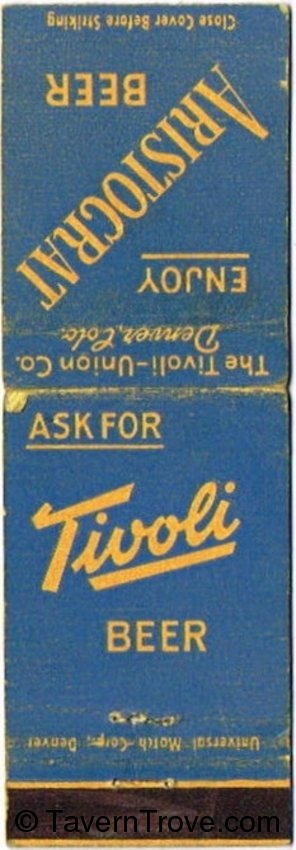 Close Cover Before Striking
ENJOY
ARISTOCRAT
BEER
The Tivoli-Union Co.
Denver, Colo.
ASK FOR
Tivoli
BEER
Universal Match Corp., Denver
© TavernTrove.com